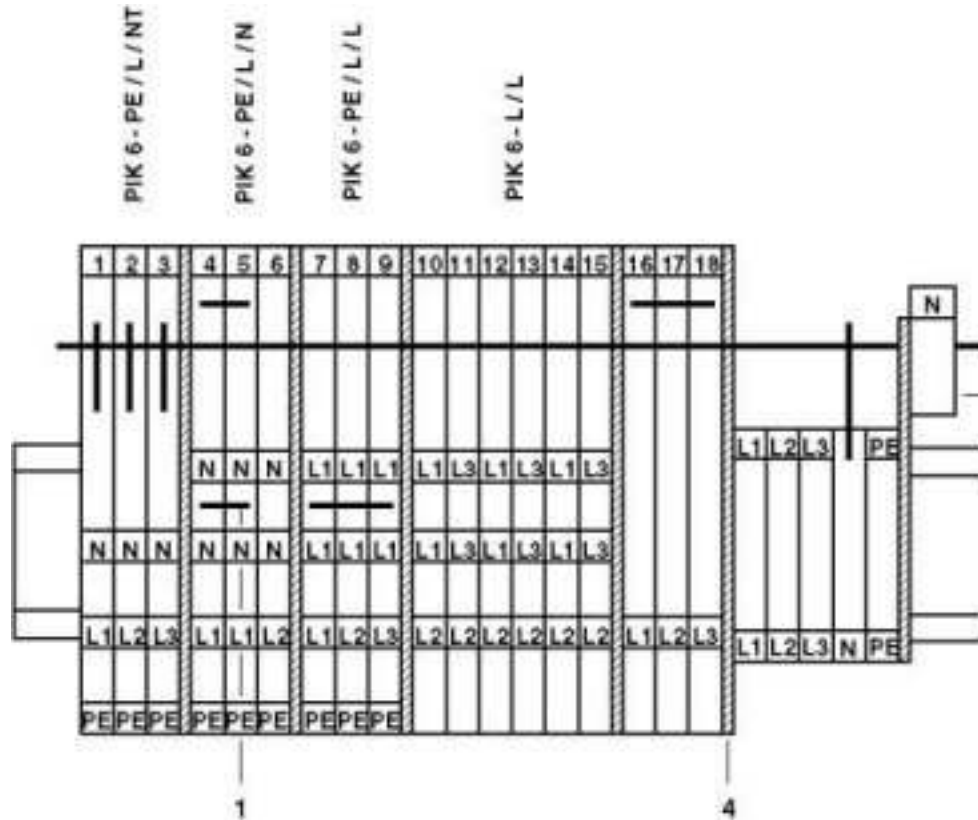 PIK 6 - PE / L / NT
PIK 6 - PE / L / N
PIK 6 - PE / L / L
PIK 6 - L / L
1 2 3 4 5 6 7 8 9 10 11 12 13 14 15 16 17 18
N
L1 L2 L3 PE
N N N L1 L1 L1 L1 L3 L1 L3 L1 L3
N N N N N N L1 L1 L1 L1 L3 L1 L3 L1 L3
L1 L2 L3 L1 L1 L2 L1 L2 L3 L2 L2 L2 L2 L2 L2 L1 L2 L3
L1 L2 L3 N PE
PE PE PE PE PE PE PE PE PE
1 4